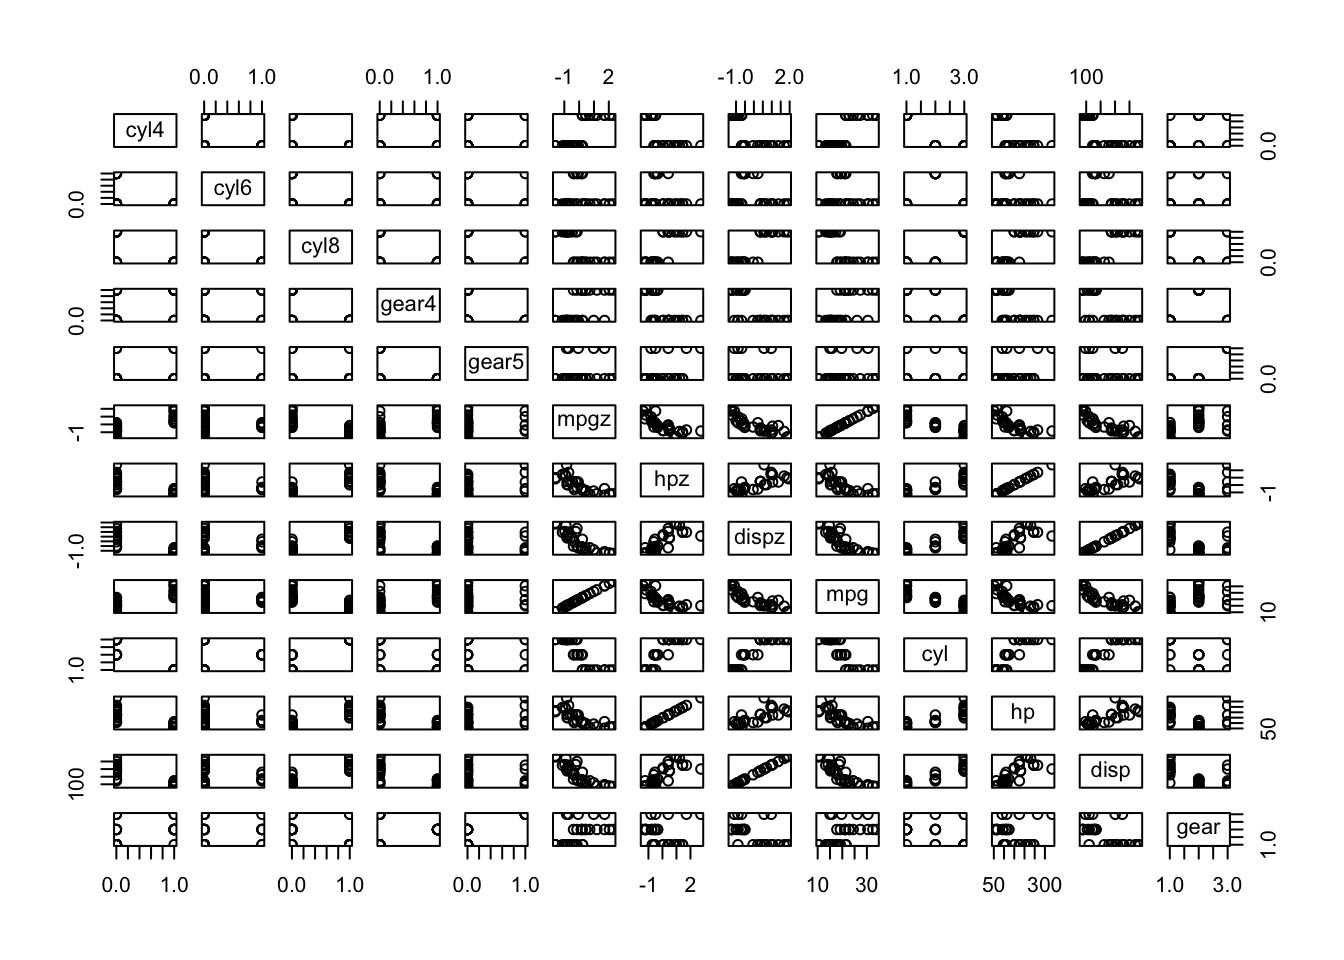 0.0 1.0 0.0 1.0 -1 2 -1.0 2.0 1.0 3.0 100
cyl4 0.0
0.0 cyl6
cyl8 0.0
0.0 gear4
gear5 0.0
-1 mpgz
hpz -1
-1.0 dispz
mpg 10
1.0 cyl
hp 50
100 disp
gear 1.0
0.0 1.0 0.0 1.0 0.0 1.0 -1 2 10 30 50 300 1.0 3.0